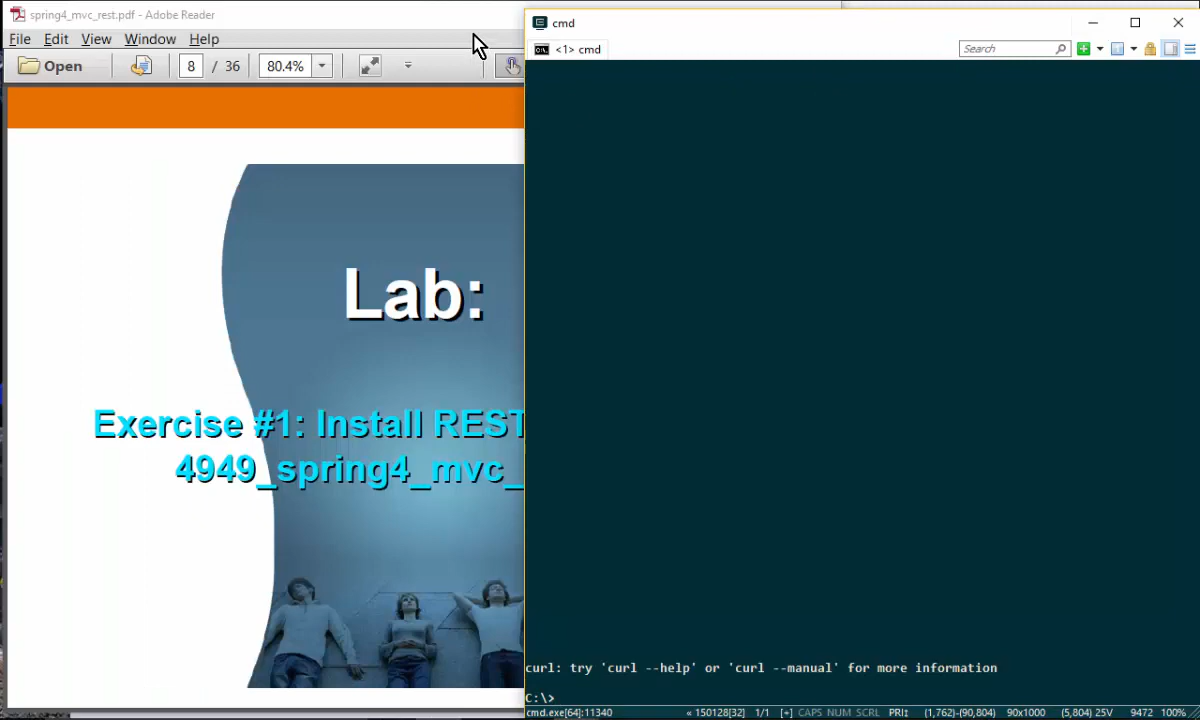 spring4_mvc_rest.pdf - Adobe Reader
File Edit View Window Help
Open 8 / 36 80.4%
Lab:
Exercise #1: Install REST
4949_spring4_mvc_
cmd
<1> cmd
Search
curl: try 'curl --help' or 'curl --manual' for more information
C:\>
cmd.exe[64]:11340 « 150128[32] 1/1 [+] CAPS NUM SCRL PRI↕ (1,762)-(90,804) 90x1000 (5,804) 25V 9472 100%